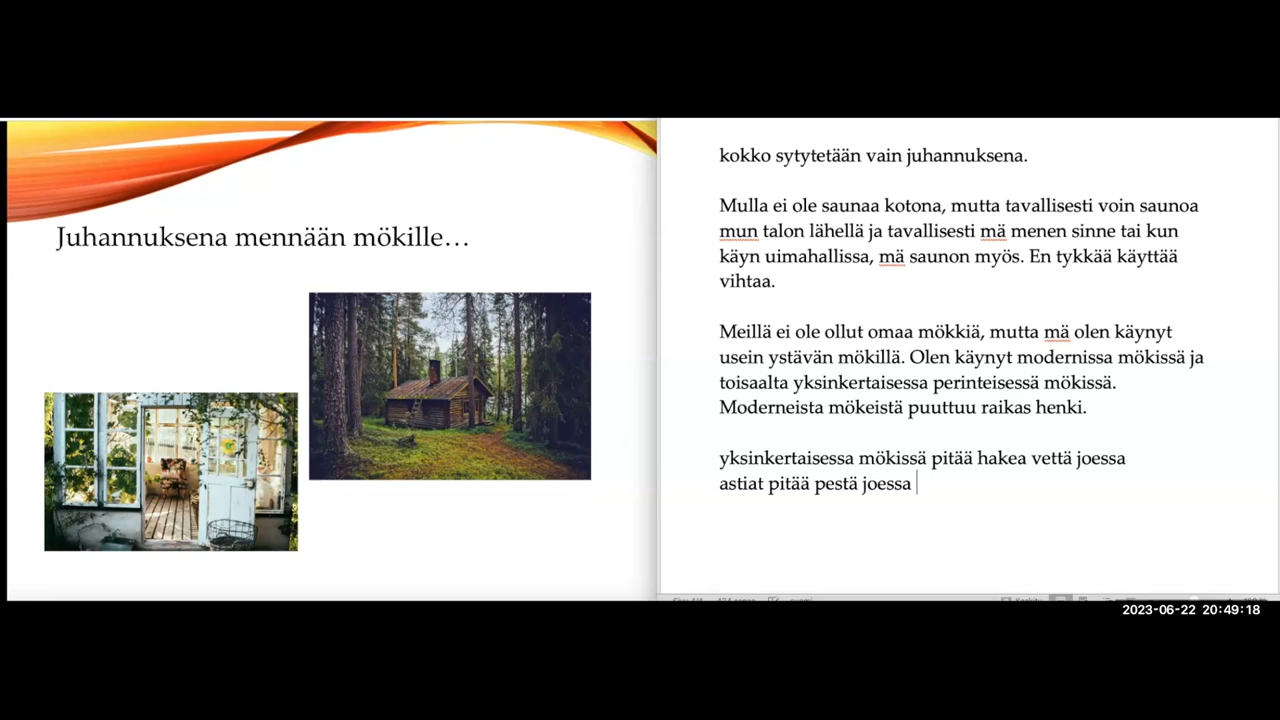 Juhannuksena mennään mökille…
kokko sytytetään vain juhannuksena.
Mulla ei ole saunaa kotona, mutta tavallisesti voin saunoa
mun talon lähellä ja tavallisesti mä menen sinne tai kun
käyn uimahallissa, mä saunon myös. En tykkää käyttää
vihtaa.
Meillä ei ole ollut omaa mökkiä, mutta mä olen käynyt
usein ystävän mökillä. Olen käynyt modernissa mökissä ja
toisaalta yksinkertaisessa perinteisessä mökissä.
Moderneista mökeistä puuttuu raikas henki.
yksinkertaisessa mökissä pitää hakea vettä joessa
astiat pitää pestä joessa
2023-06-22 20:49:18